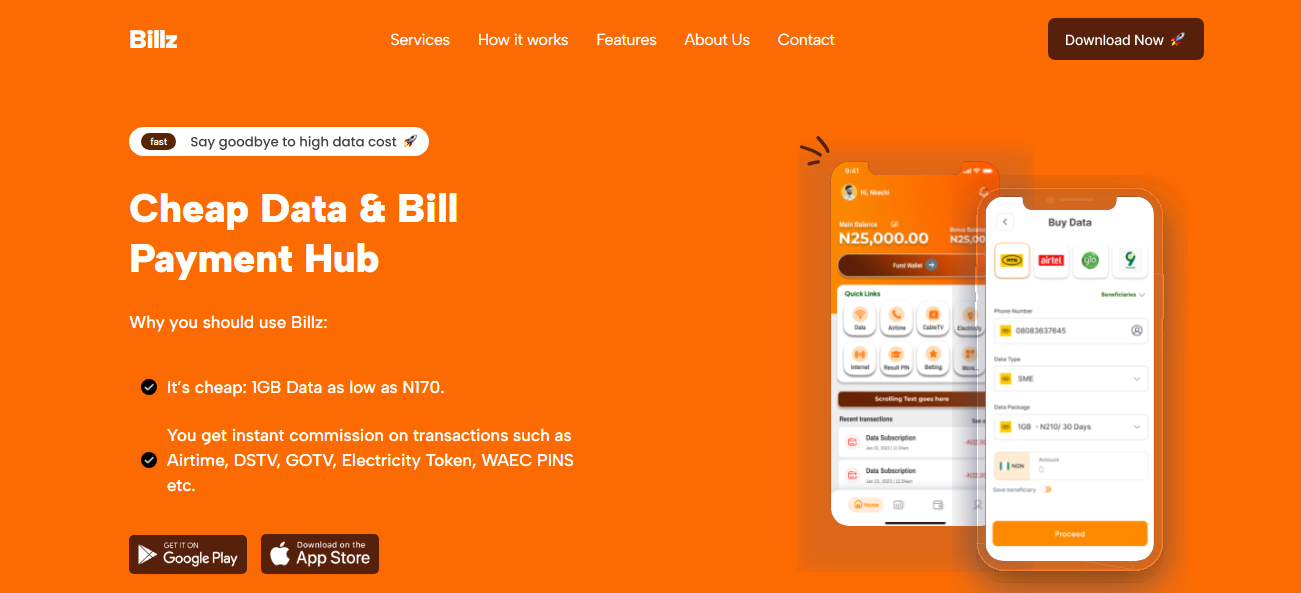 Billz
Services
How it works
Features
About Us
Contact
Download Now
fast
Say goodbye to high data cost
Cheap Data & Bill
Payment Hub
Why you should use Billz:
It's cheap: 1GB Data as low as N170.
You get instant commission on transactions such as
Airtime, DSTV, GOTV, Electricity Token, WAEC PINS
etc.
GET IT ON
Google Play
Download on the
App Store
9:41
Hi, Nkechi
Main Balance
Bonus Balance
N25,000.00
N25,00
Fund Wallet
Quick Links
Data
Airtime
CableTV
Electricity
Internet
Result PIN
Betting
More...
Scrolling Text goes here
Recent transactions
See a
Data Subscription
Data Subscription
Home
Buy Data
airtel
glo
Beneficiaries
Phone Number
08083637645
Data Type
SME
Data Package
1GB - N210/ 30 Days
NGN
Amount
0
Save beneficiary
Proceed